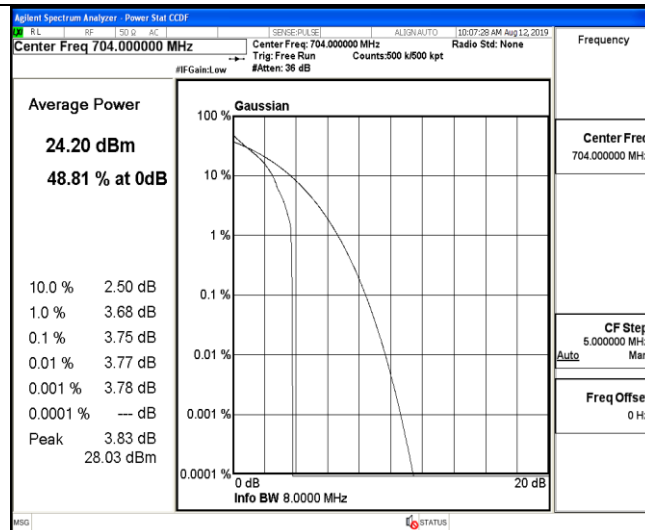 Agilent Spectrum Analyzer - Power Stat CCDF
RL RF 50 Ω AC SENSE:PULSE ALIGNAUTO 10:07:28 AM Aug 12, 2019
Center Freq 704.000000 MHz
Center Freq: 704.000000 MHz Radio Std: None
Trig: Free Run Counts:500 k/500 kpt
#IFGain:Low #Atten: 36 dB
Average Power
24.20 dBm
48.81 % at 0dB
10.0 % 2.50 dB
1.0 % 3.68 dB
0.1 % 3.75 dB
0.01 % 3.77 dB
0.001 % 3.78 dB
0.0001 % --- dB
Peak 3.83 dB
28.03 dBm
Gaussian
100 %
10 %
1 %
0.1 %
0.01 %
0.001 %
0.0001 %
0 dB 20 dB
Info BW 8.0000 MHz
Frequency
Center Freq
704.000000 MHz
CF Step
5.000000 MHz
Auto Man
Freq Offse
0 Hz
MSG STATUS